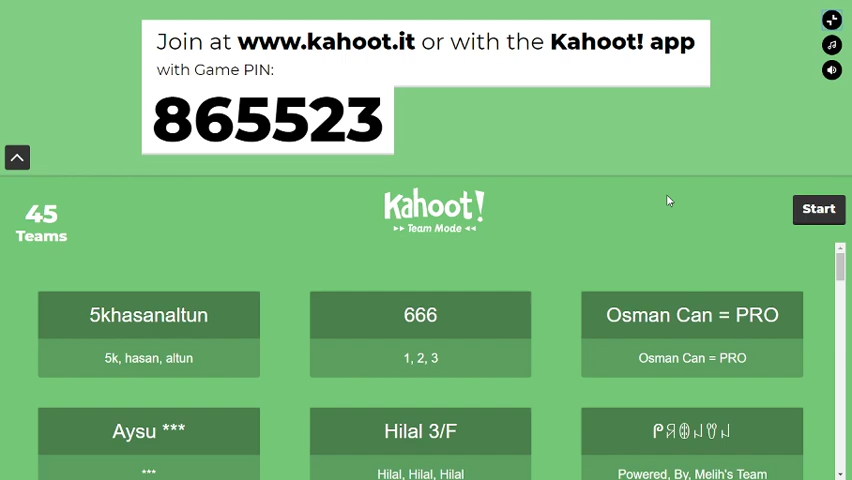 Join at www.kahoot.it or with the Kahoot! app
with Game PIN:
865523
45
Teams
Kahoot!
Team Mode
Start
5khasanaltun
666
Osman Can = PRO
5k, hasan, altun
1, 2, 3
Osman Can = PRO
Aysu ***
Hilal 3/F
***
Hilal, Hilal, Hilal
Powered, By, Melih's Team